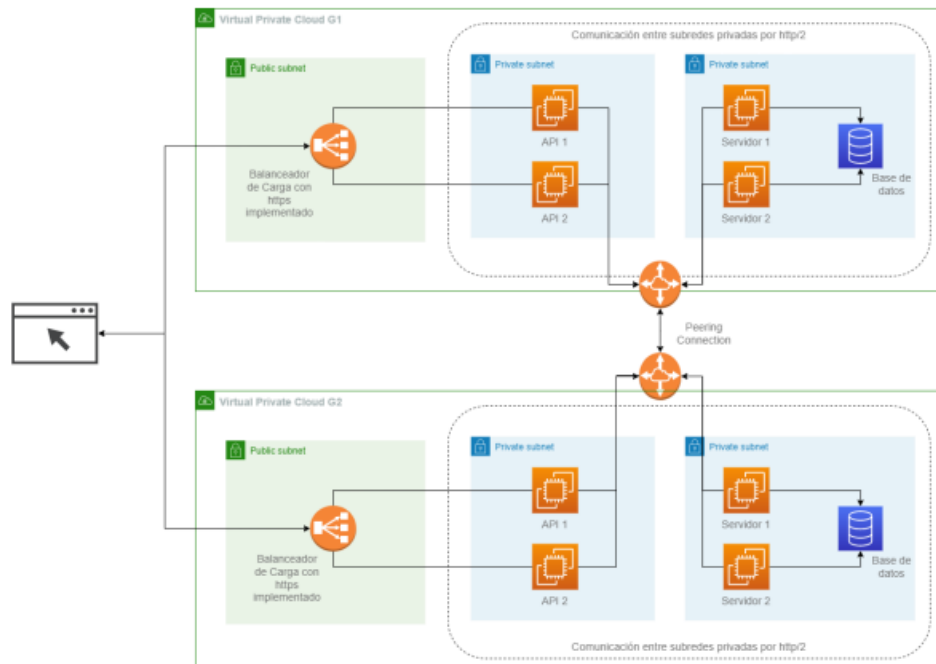 Virtual Private Cloud G1
Comunicación entre subredes privadas por http/2
Public subnet
Private subnet
Private subnet
API 1
Servidor 1
Balanceador
de Carga con
https
implementado
Base de
datos
API 2
Servidor 2
Peering
Connection
Virtual Private Cloud G2
Public subnet
Private subnet
Private subnet
API 1
Servidor 1
Balanceador
de Carga con
https
implementado
Base de
datos
API 2
Servidor 2
Comunicación entre subredes privadas por http/2